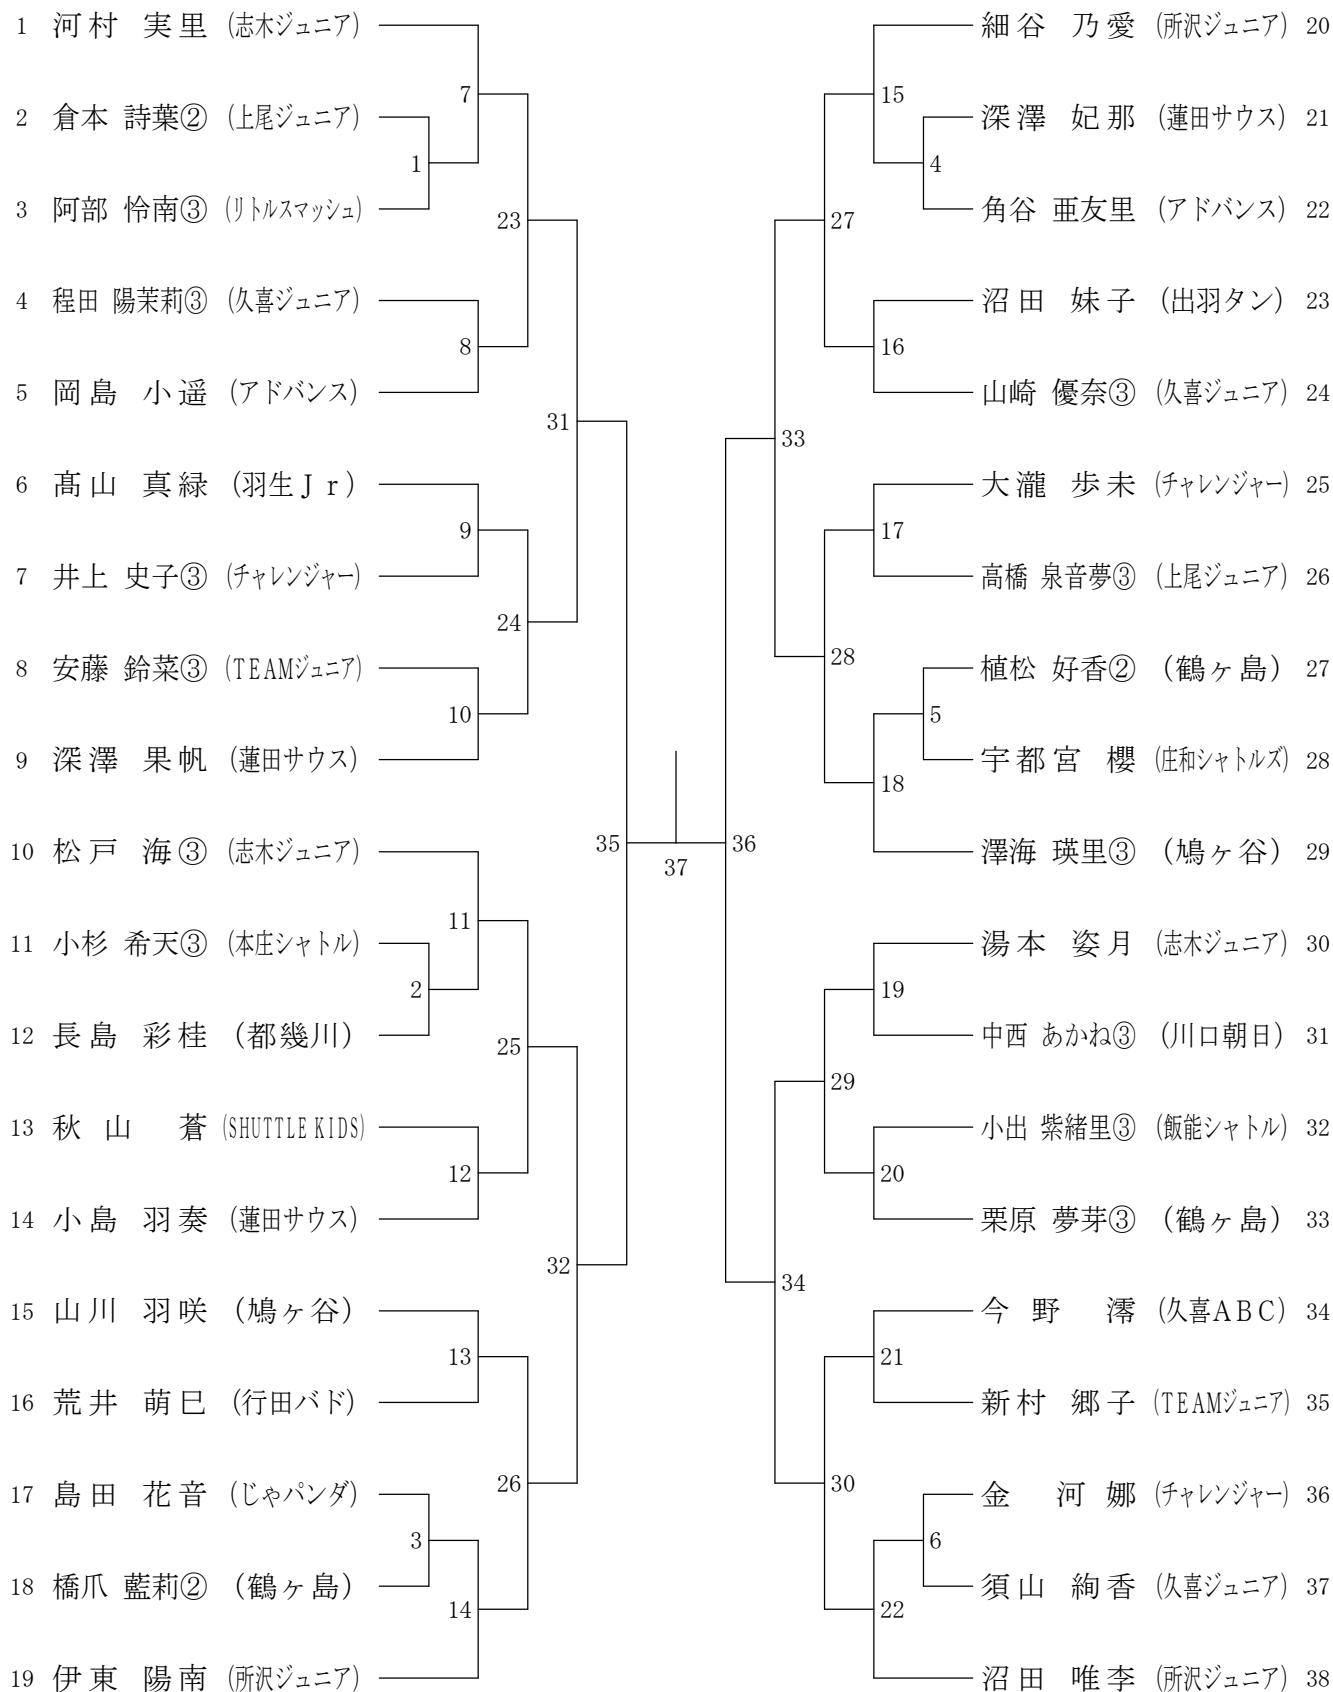 1 河村 実里 (志木ジュニア)
2 倉本 詩葉② (上尾ジュニア)
3 阿部 怜南③ (リトルスマッシュ)
4 程田 陽茉莉③ (久喜ジュニア)
5 岡島 小遥 (アドバンス)
6 髙山 真緑 (羽生Ｊｒ)
7 井上 史子③ (チャレンジャー)
8 安藤 鈴菜③ (TEAMジュニア)
9 深澤 果帆 (蓮田サウス)
10 松戸 海③ (志木ジュニア)
11 小杉 希天③ (本庄シャトル)
12 長島 彩桂 (都幾川)
13 秋山 蒼 (SHUTTLE KIDS)
14 小島 羽奏 (蓮田サウス)
15 山川 羽咲 (鳩ヶ谷)
16 荒井 萌巳 (行田バド)
17 島田 花音 (じゃパンダ)
18 橋爪 藍莉② (鶴ヶ島)
19 伊東 陽南 (所沢ジュニア)
7
1
23
8
31
9
24
10
35
11
2
25
12
32
13
26
3
14
37
36
15
4
27
16
33
17
28
5
18
19
29
20
34
21
30
6
22
細谷 乃愛 (所沢ジュニア) 20
深澤 妃那 (蓮田サウス) 21
角谷 亜友里 (アドバンス) 22
沼田 妹子 (出羽タン) 23
山崎 優奈③ (久喜ジュニア) 24
大瀧 歩未 (チャレンジャー) 25
高橋 泉音夢③ (上尾ジュニア) 26
植松 好香② (鶴ヶ島) 27
宇都宮 櫻 (庄和シャトルズ) 28
澤海 瑛里③ (鳩ヶ谷) 29
湯本 姿月 (志木ジュニア) 30
中西 あかね③ (川口朝日) 31
小出 紫緒里③ (飯能シャトル) 32
栗原 夢芽③ (鶴ヶ島) 33
今野 澪 (久喜ABC) 34
新村 郷子 (TEAMジュニア) 35
金 河娜 (チャレンジャー) 36
須山 絢香 (久喜ジュニア) 37
沼田 唯李 (所沢ジュニア) 38